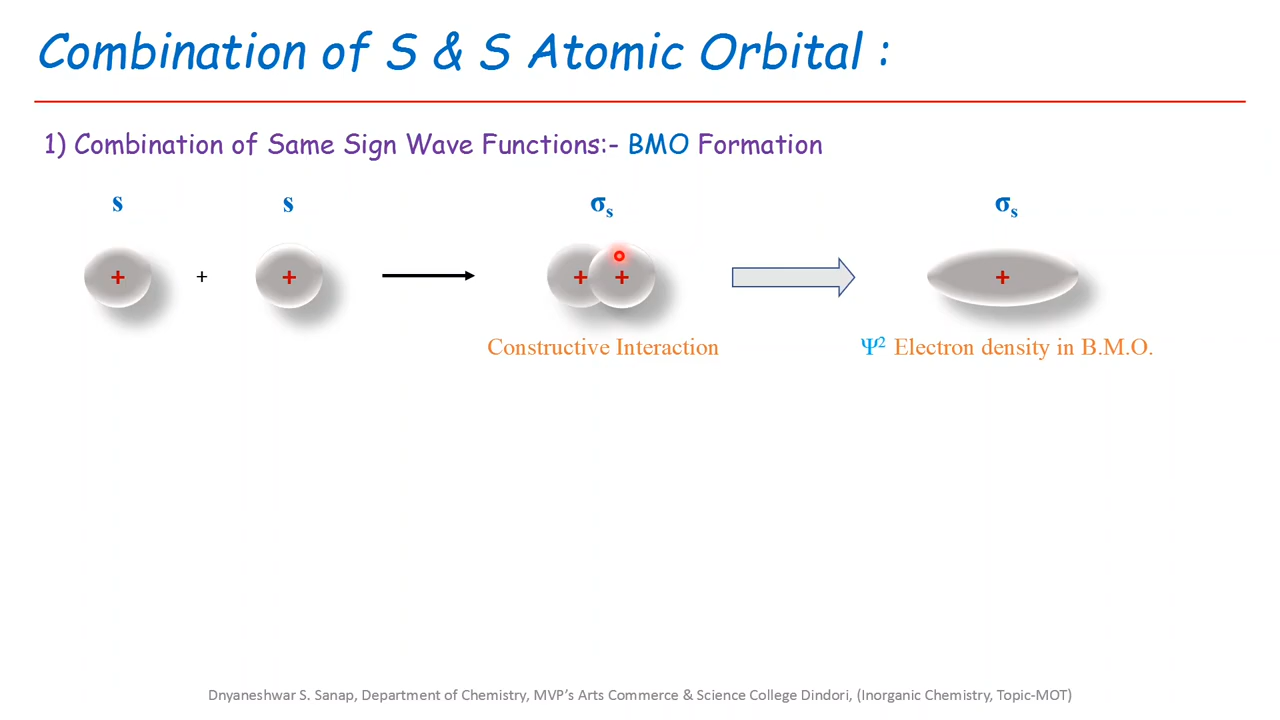 Combination of S & S Atomic Orbital :
1) Combination of Same Sign Wave Functions:- BMO Formation
s s σs σs
+ + + + + +
Constructive Interaction Ψ² Electron density in B.M.O.
Dnyaneshwar S. Sanap, Department of Chemistry, MVP's Arts Commerce & Science College Dindori, (Inorganic Chemistry, Topic-MOT)